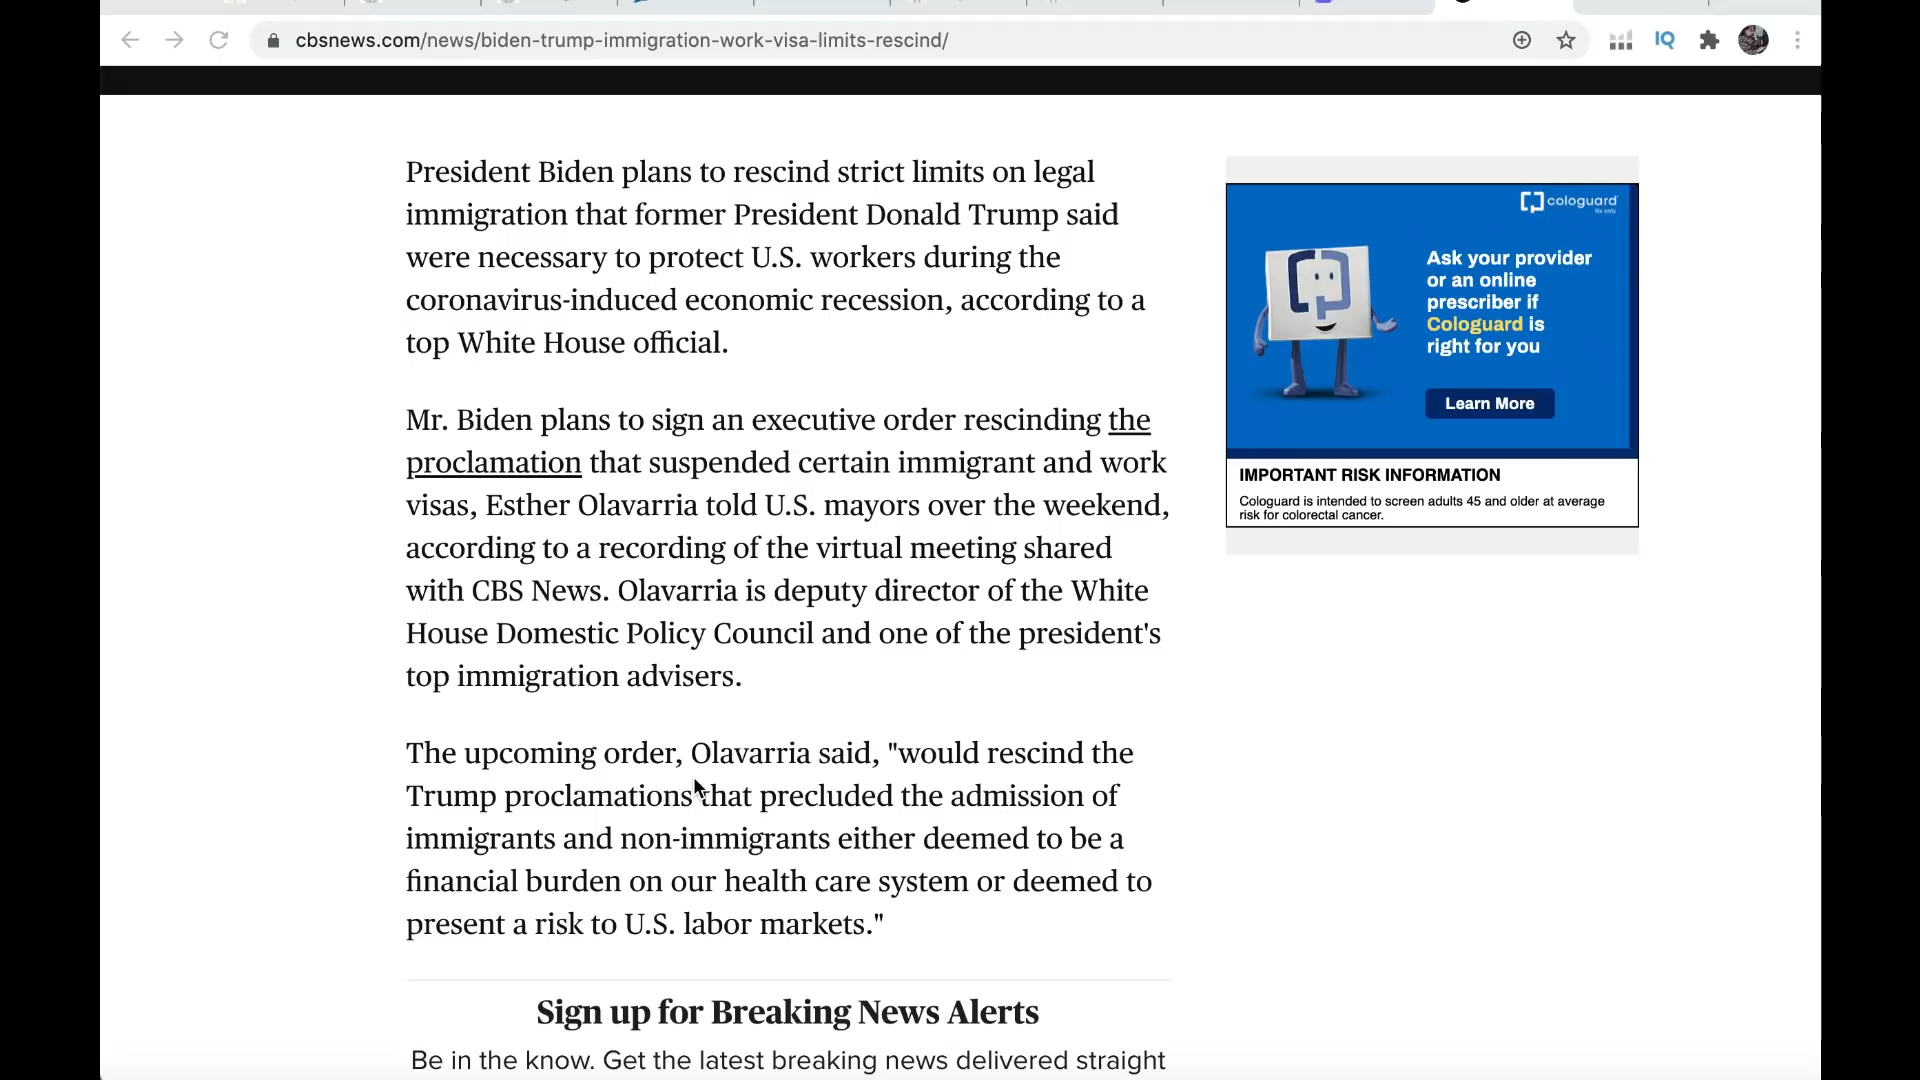 cbsnews.com/news/biden-trump-immigration-work-visa-limits-rescind/
IQ
President Biden plans to rescind strict limits on legal
immigration that former President Donald Trump said
were necessary to protect U.S. workers during the
coronavirus-induced economic recession, according to a
top White House official.
Mr. Biden plans to sign an executive order rescinding the
proclamation that suspended certain immigrant and work
visas, Esther Olavarria told U.S. mayors over the weekend,
according to a recording of the virtual meeting shared
with CBS News. Olavarria is deputy director of the White
House Domestic Policy Council and one of the president's
top immigration advisers.
The upcoming order, Olavarria said, "would rescind the
Trump proclamations that precluded the admission of
immigrants and non-immigrants either deemed to be a
financial burden on our health care system or deemed to
present a risk to U.S. labor markets."
Sign up for Breaking News Alerts
Be in the know. Get the latest breaking news delivered straight
cologuard
Ask your provider
or an online
prescriber if
Cologuard is
right for you
Learn More
IMPORTANT RISK INFORMATION
Cologuard is intended to screen adults 45 and older at average
risk for colorectal cancer.